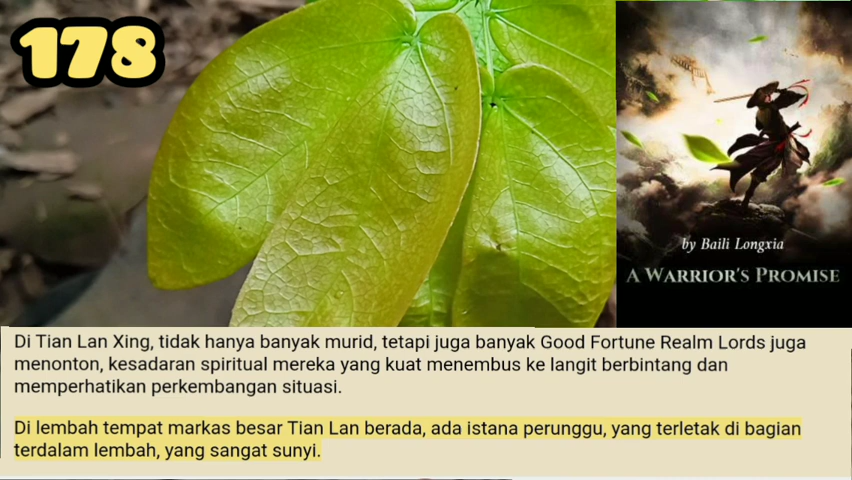 178
by Baili Longxia
A WARRIOR'S PROMISE
Di Tian Lan Xing, tidak hanya banyak murid, tetapi juga banyak Good Fortune Realm Lords juga
menonton, kesadaran spiritual mereka yang kuat menembus ke langit berbintang dan
memperhatikan perkembangan situasi.
Di lembah tempat markas besar Tian Lan berada, ada istana perunggu, yang terletak di bagian
terdalam lembah, yang sangat sunyi.